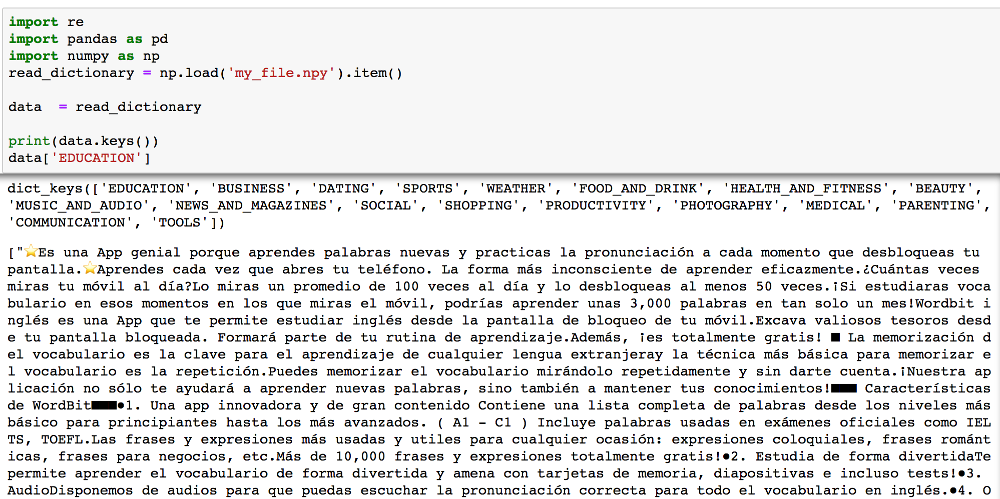 import re
import pandas as pd
import numpy as np
read_dictionary = np.load('my_file.npy').item()
data  = read_dictionary
print(data.keys())
data['EDUCATION']
dict_keys(['EDUCATION', 'BUSINESS', 'DATING', 'SPORTS', 'WEATHER', 'FOOD_AND_DRINK', 'HEALTH_AND_FITNESS', 'BEAUTY',
'MUSIC_AND_AUDIO', 'NEWS_AND_MAGAZINES', 'SOCIAL', 'SHOPPING', 'PRODUCTIVITY', 'PHOTOGRAPHY', 'MEDICAL', 'PARENTING',
'COMMUNICATION', 'TOOLS'])
["⭐Es una App genial porque aprendes palabras nuevas y practicas la pronunciación a cada momento que desbloqueas tu
pantalla.⭐Aprendes cada vez que abres tu teléfono. La forma más inconsciente de aprender eficazmente.¿Cuántas veces
miras tu móvil al día?Lo miras un promedio de 100 veces al día y lo desbloqueas al menos 50 veces.¡Si estudiaras voca
bulario en esos momentos en los que miras el móvil, podrías aprender unas 3,000 palabras en tan solo un mes!Wordbit i
nglés es una App que te permite estudiar inglés desde la pantalla de bloqueo de tu móvil.Excava valiosos tesoros desd
e tu pantalla bloqueada. Formará parte de tu rutina de aprendizaje.Además, ¡es totalmente gratis! ■ La memorización d
el vocabulario es la clave para el aprendizaje de cualquier lengua extranjeray la técnica más básica para memorizar e
l vocabulario es la repetición.Puedes memorizar el vocabulario mirándolo repetidamente y sin darte cuenta.¡Nuestra ap
licación no sólo te ayudará a aprender nuevas palabras, sino también a mantener tus conocimientos!■■■ Características
de WordBit■■■●1. Una app innovadora y de gran contenido Contiene una lista completa de palabras desde los niveles más
básico para principiantes hasta los más avanzados. ( A1 - C1 ) Incluye palabras usadas en exámenes oficiales como IEL
TS, TOEFL.Las frases y expresiones más usadas y utiles para cualquier ocasión: expresiones coloquiales, frases románt
icas, frases para negocios, etc.Más de 10,000 frases y expresiones totalmente gratis!●2. Estudia de forma divertidaTe
permite aprender el vocabulario de forma divertida y amena con tarjetas de memoria, diapositivas e incluso tests!●3.
AudioDisponemos de audios para que puedas escuchar la pronunciación correcta para todo el vocabulario en inglés.●4. O